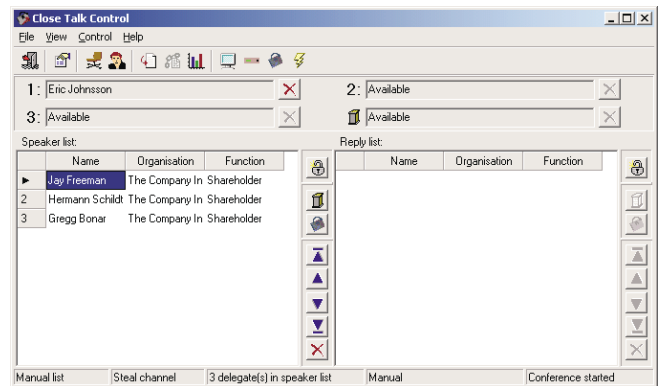 Close Talk Control
File View Control Help
1: Eric Johnsson
2: Available
3: Available
Available
Speaker list:
Reply list:
Name Organisation Function
Name Organisation Function
Jay Freeman The Company In Shareholder
2 Hermann Schildt The Company In Shareholder
3 Gregg Bonar The Company In Shareholder
Manual list Steal channel 3 delegate(s) in speaker list Manual Conference started